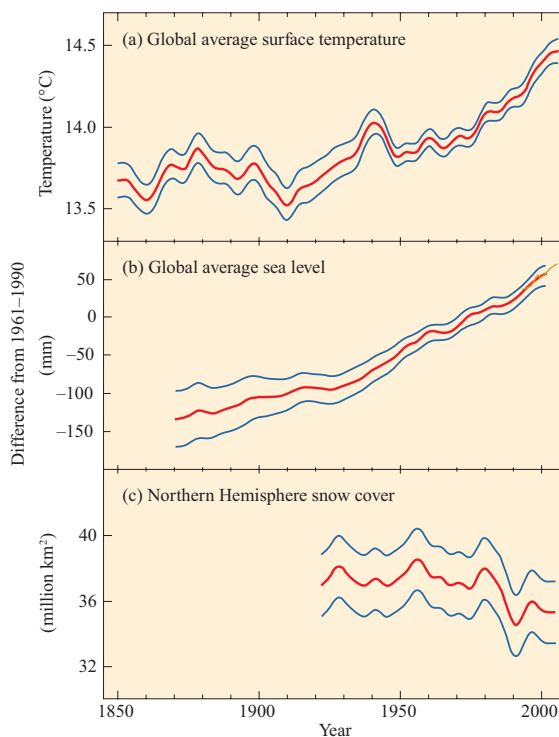 (a) Global average surface temperature
14.5
14.0
13.5
Temperature (°C)
(b) Global average sea level
50
0
−50
−100
−150
Difference from 1961–1990
(mm)
(c) Northern Hemisphere snow cover
40
36
32
(million km²)
1850 1900 1950 2000
Year